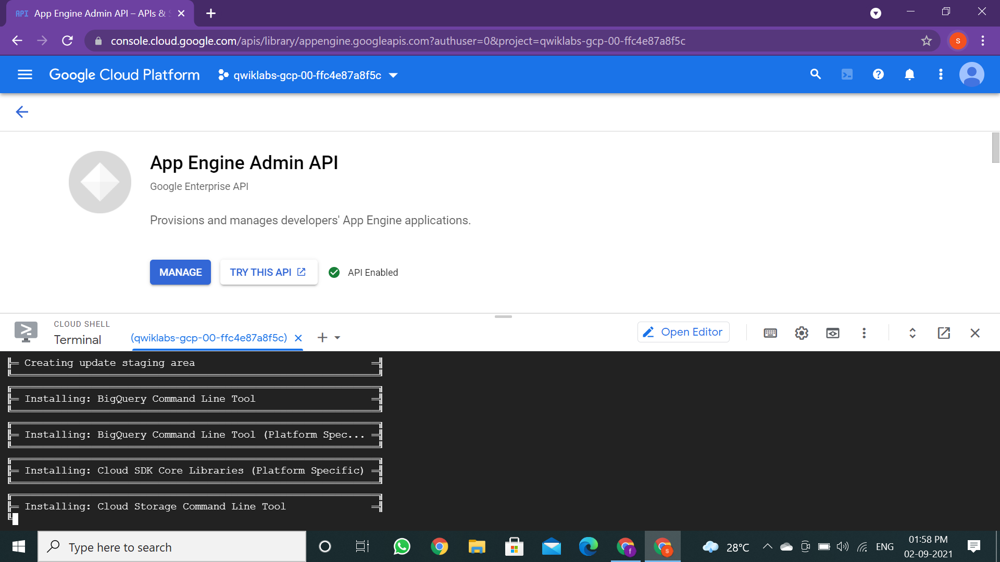 API App Engine Admin API – APIs & S
console.cloud.google.com/apis/library/appengine.googleapis.com?authuser=0&project=qwiklabs-gcp-00-ffc4e87a8f5c
s
Google Cloud Platform
qwiklabs-gcp-00-ffc4e87a8f5c
App Engine Admin API
Google Enterprise API
Provisions and manages developers' App Engine applications.
MANAGE
TRY THIS API
API Enabled
CLOUD SHELL
Terminal
(qwiklabs-gcp-00-ffc4e87a8f5c)
Open Editor
Creating update staging area
Installing: BigQuery Command Line Tool
Installing: BigQuery Command Line Tool (Platform Spec...
Installing: Cloud SDK Core Libraries (Platform Specific)
Installing: Cloud Storage Command Line Tool
Type here to search
f
s
28°C
ENG
01:58 PM
02-09-2021